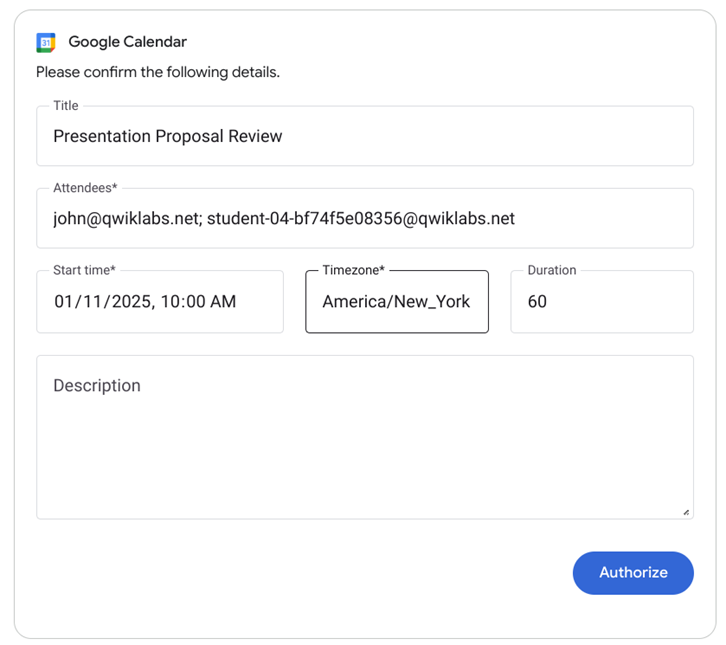 31 Google Calendar
Please confirm the following details.
Title
Presentation Proposal Review
Attendees*
john@qwiklabs.net; student-04-bf74f5e08356@qwiklabs.net
Start time* Timezone* Duration
01/11/2025, 10:00 AM America/New_York 60
Description
Authorize